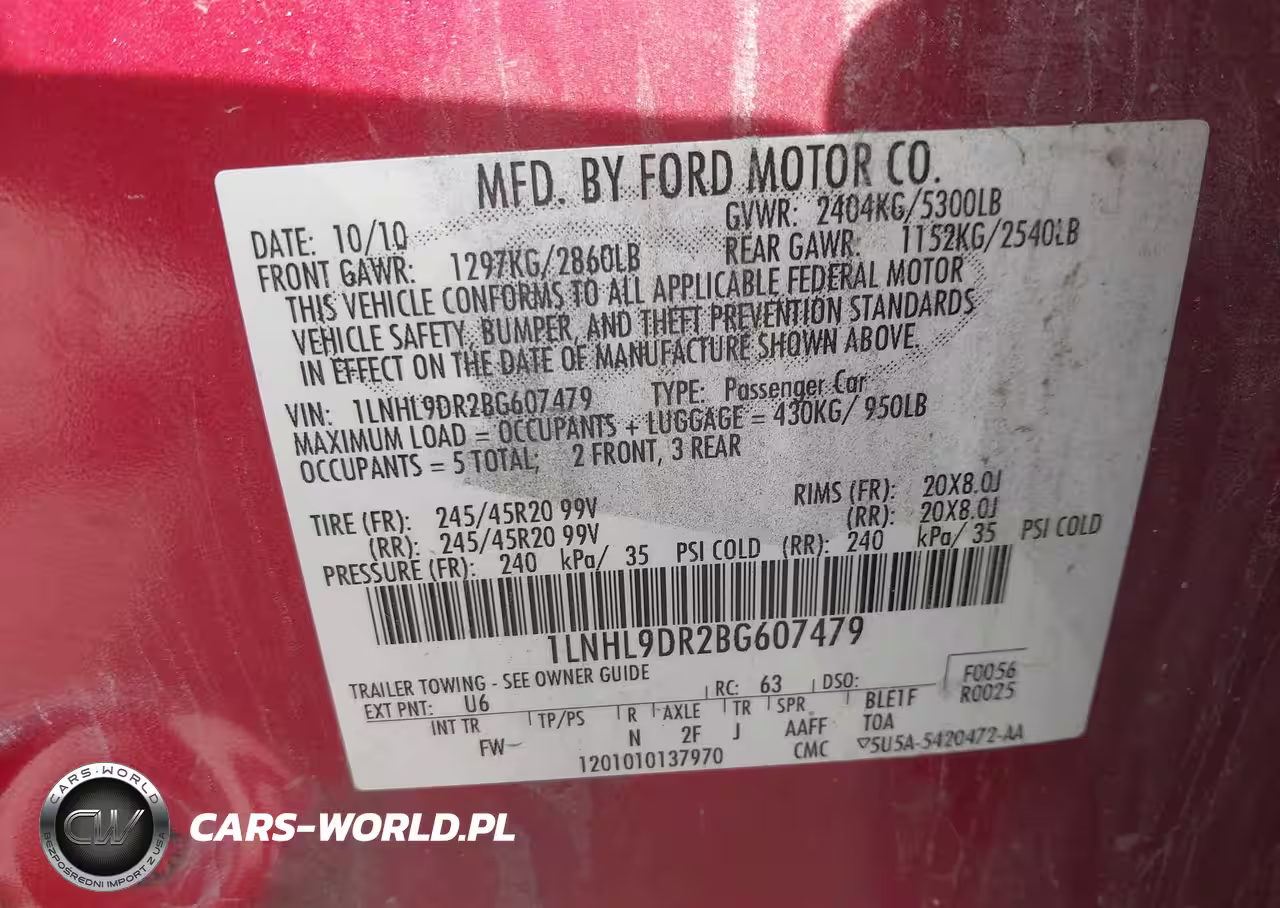 MFD. BY FORD MOTOR CO.
DATE: 10/10 GVWR: 2404KG/5300LB
FRONT GAWR: 1297KG/2860LB REAR GAWR: 1152KG/2540LB
THIS VEHICLE CONFORMS TO ALL APPLICABLE FEDERAL MOTOR
VEHICLE SAFETY, BUMPER, AND THEFT PREVENTION STANDARDS
IN EFFECT ON THE DATE OF MANUFACTURE SHOWN ABOVE.
VIN: 1LNHL9DR2BG607479 TYPE: Passenger Car
MAXIMUM LOAD = OCCUPANTS + LUGGAGE = 430KG/ 950LB
OCCUPANTS = 5 TOTAL; 2 FRONT, 3 REAR
TIRE (FR): 245/45R20 99V RIMS (FR): 20X8.0J
(RR): 245/45R20 99V (RR): 20X8.0J
PRESSURE (FR): 240 kPa/ 35 PSI COLD (RR): 240 kPa/ 35 PSI COLD
1LNHL9DR2BG607479
TRAILER TOWING - SEE OWNER GUIDE
EXT PNT: U6 RC: 63 DSO: F0056
R0025
INT TR TP/PS R AXLE TR SPR BLE1F
FW N 2F J AAFF TOA
1201010137970 CMC ▽5U5A-5420472-AA
CARS-WORLD
CW
BEZPOŚREDNI IMPORT Z USA
CARS-WORLD.PL